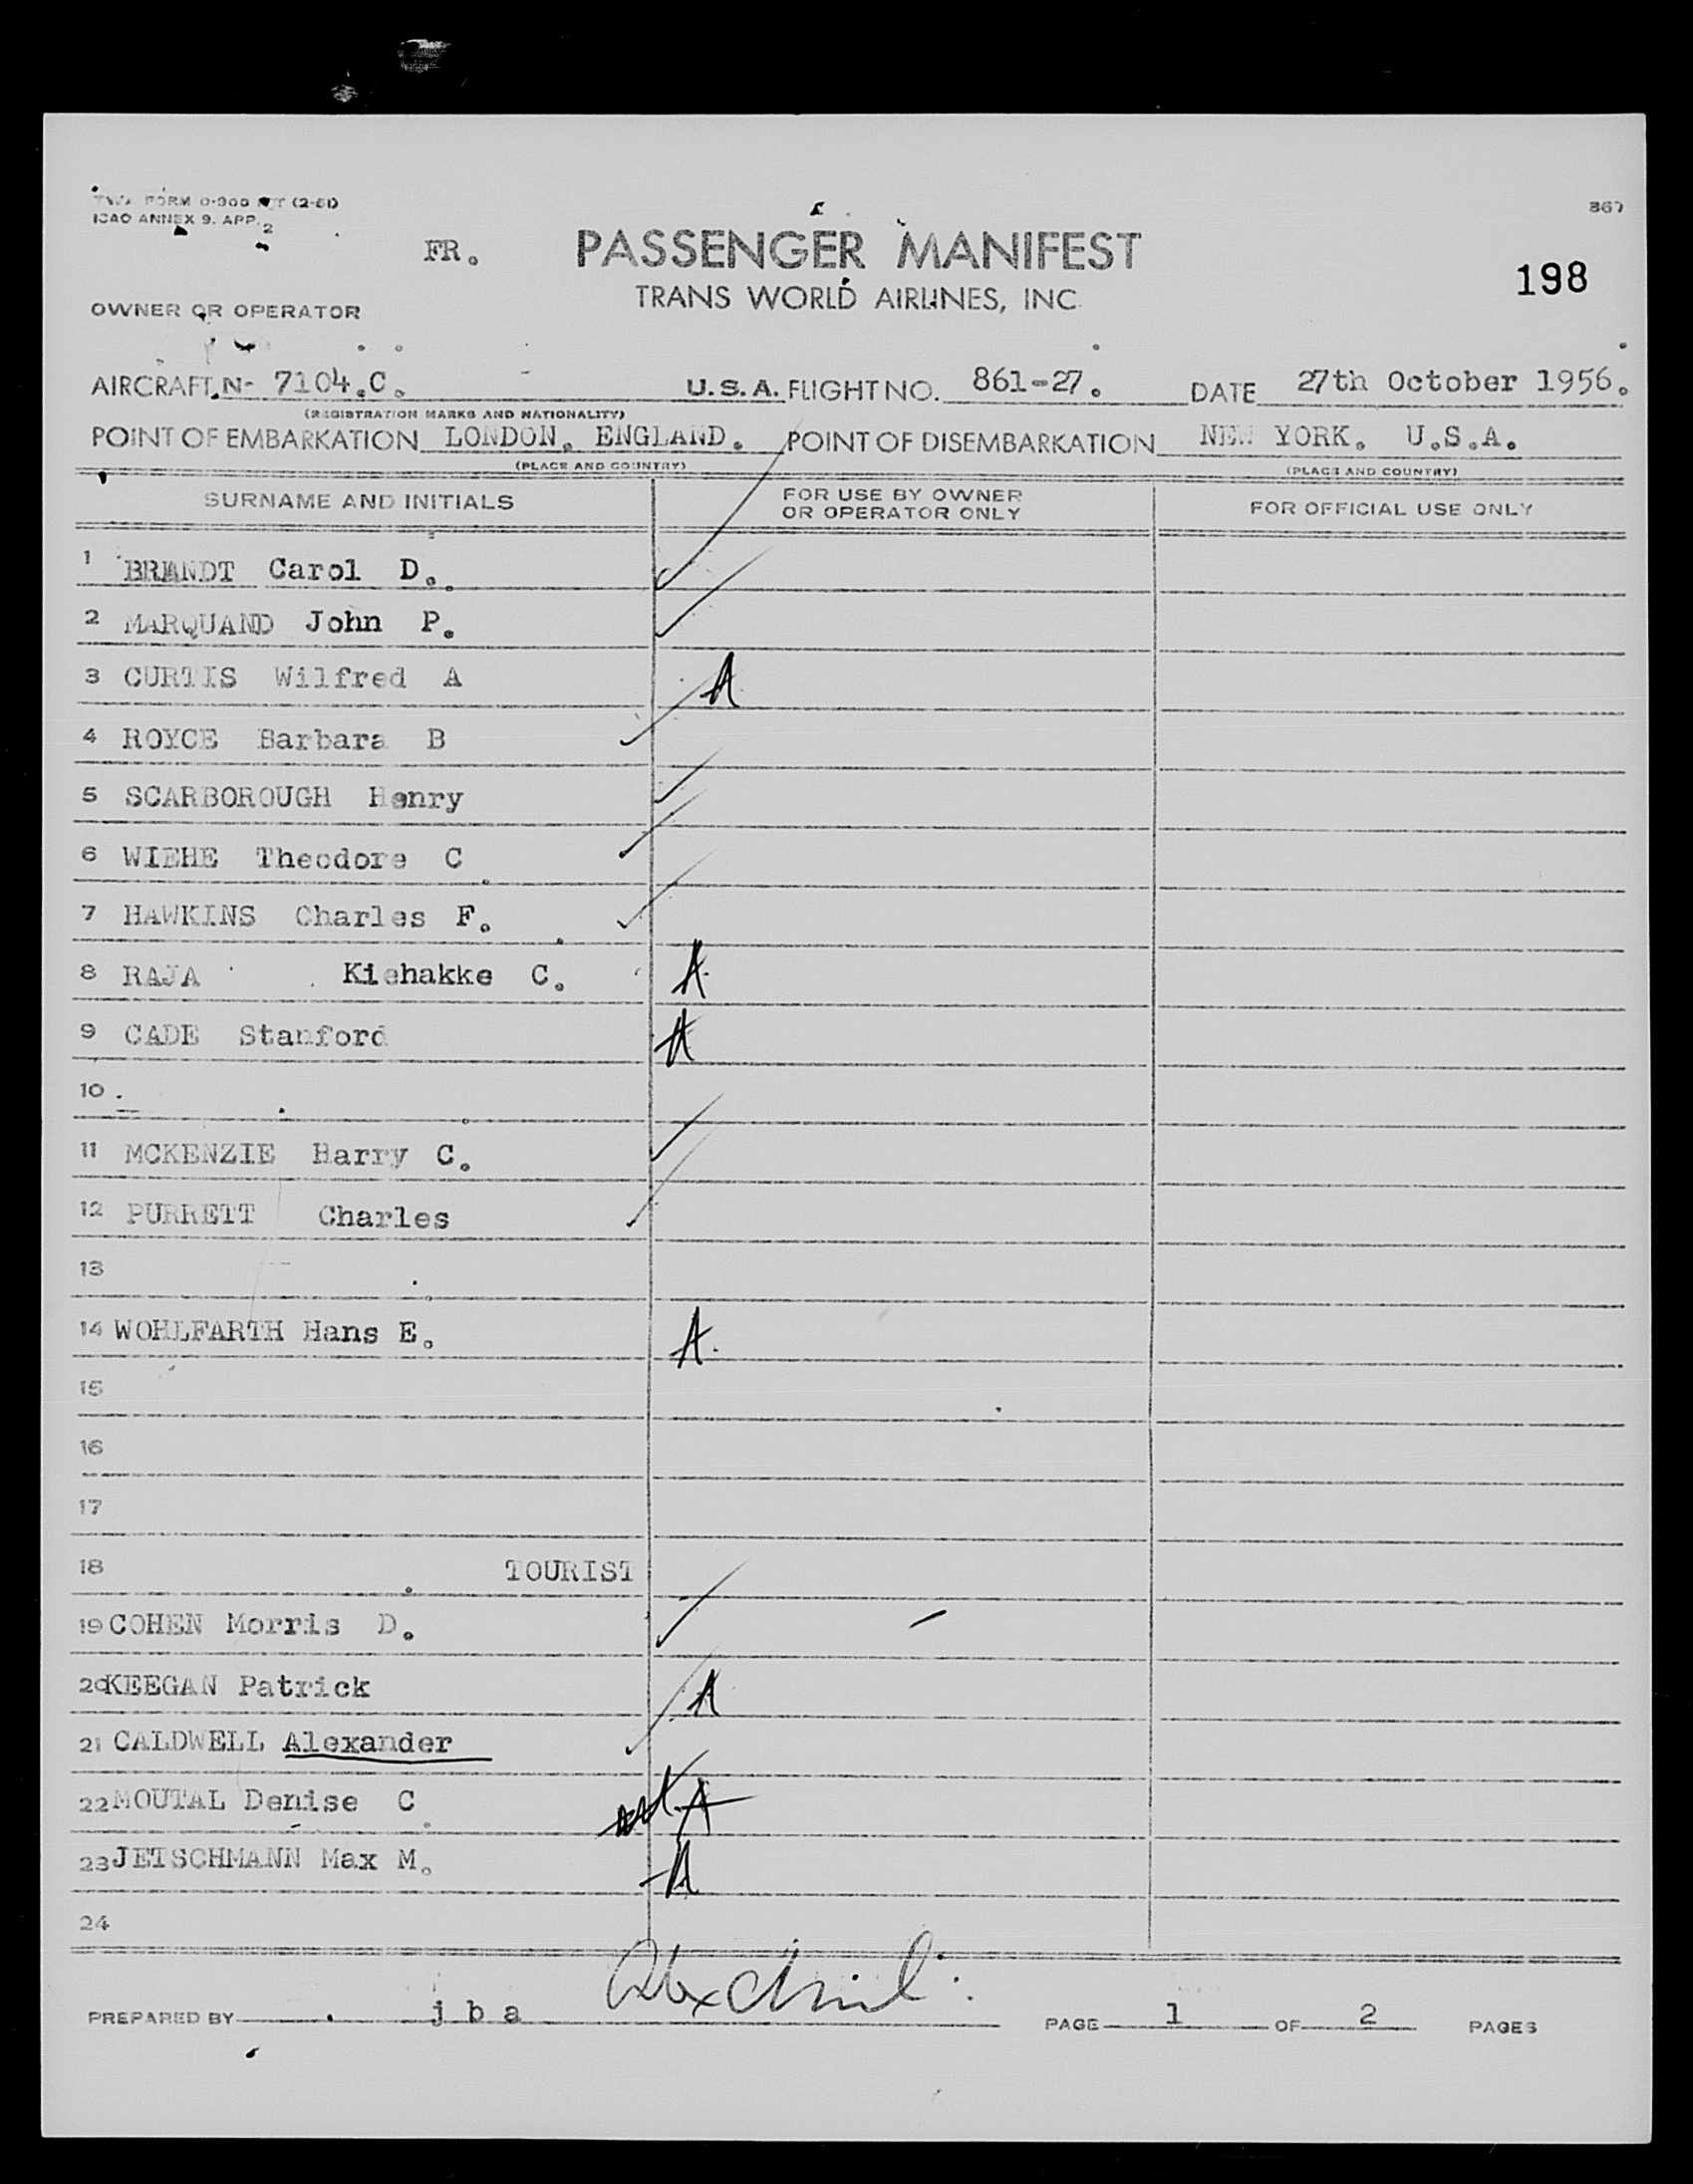 TWA FORM O-300 INT (2-51)
ICAO ANNEX 9. APP. 2
867
FR. PASSENGER MANIFEST
TRANS WORLD AIRLINES, INC
198
OWNER OR OPERATOR
AIRCRAFT N- 7104.C. U.S.A. FLIGHT NO. 861-27. DATE 27th October 1956.
(REGISTRATION MARKS AND NATIONALITY)
POINT OF EMBARKATION LONDON. ENGLAND. POINT OF DISEMBARKATION NEW YORK. U.S.A.
(PLACE AND COUNTRY) (PLACE AND COUNTRY)
SURNAME AND INITIALS FOR USE BY OWNER OR OPERATOR ONLY FOR OFFICIAL USE ONLY
1 BRANDT Carol D.
2 MARQUAND John P.
3 CURTIS Wilfred A A
4 ROYCE Barbara B
5 SCARBOROUGH Henry
6 WIEHE Theodore C
7 HAWKINS Charles F.
8 RAJA Kiehakke C. A.
9 CADE Stanford A
10 .
11 MCKENZIE Harry C.
12 PURRETT Charles
13
14 WOHLFARTH Hans E. A.
15
16
17
18 TOURIST
19 COHEN Morris D.
20 KEEGAN Patrick A
21 CALDWELL Alexander
22 MOUTAL Denise C not A
23 JETSCHMANN Max M. A
24
PREPARED BY j b a PAGE 1 OF 2 PAGES